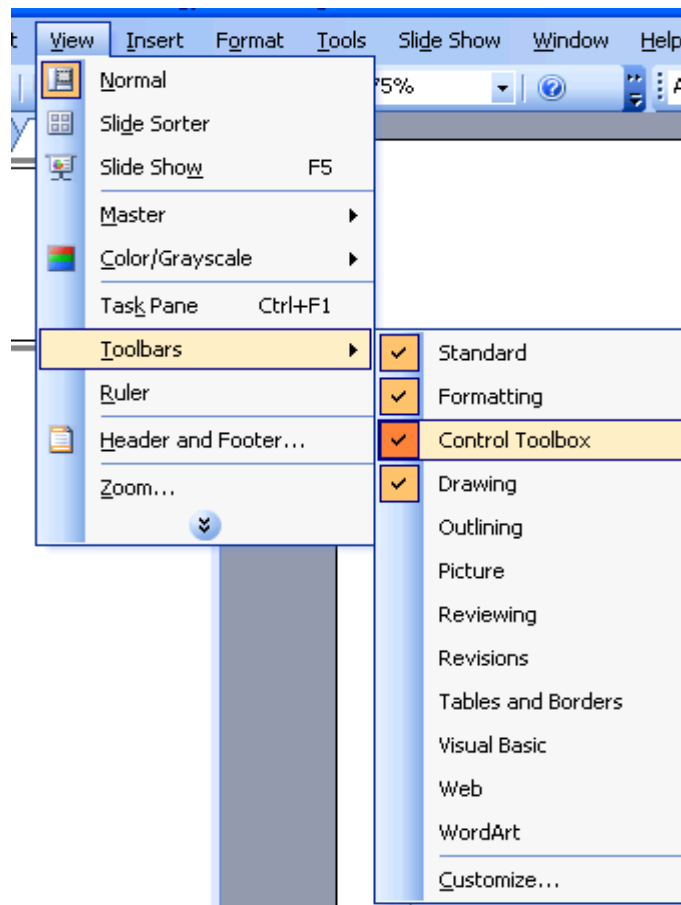 t View Insert Format Tools Slide Show Window Help
Normal
75%
Slide Sorter
Slide Show F5
Master
Color/Grayscale
Task Pane Ctrl+F1
Toolbars
Standard
Ruler
Formatting
Header and Footer...
Control Toolbox
Zoom...
Drawing
Outlining
Picture
Reviewing
Revisions
Tables and Borders
Visual Basic
Web
WordArt
Customize...